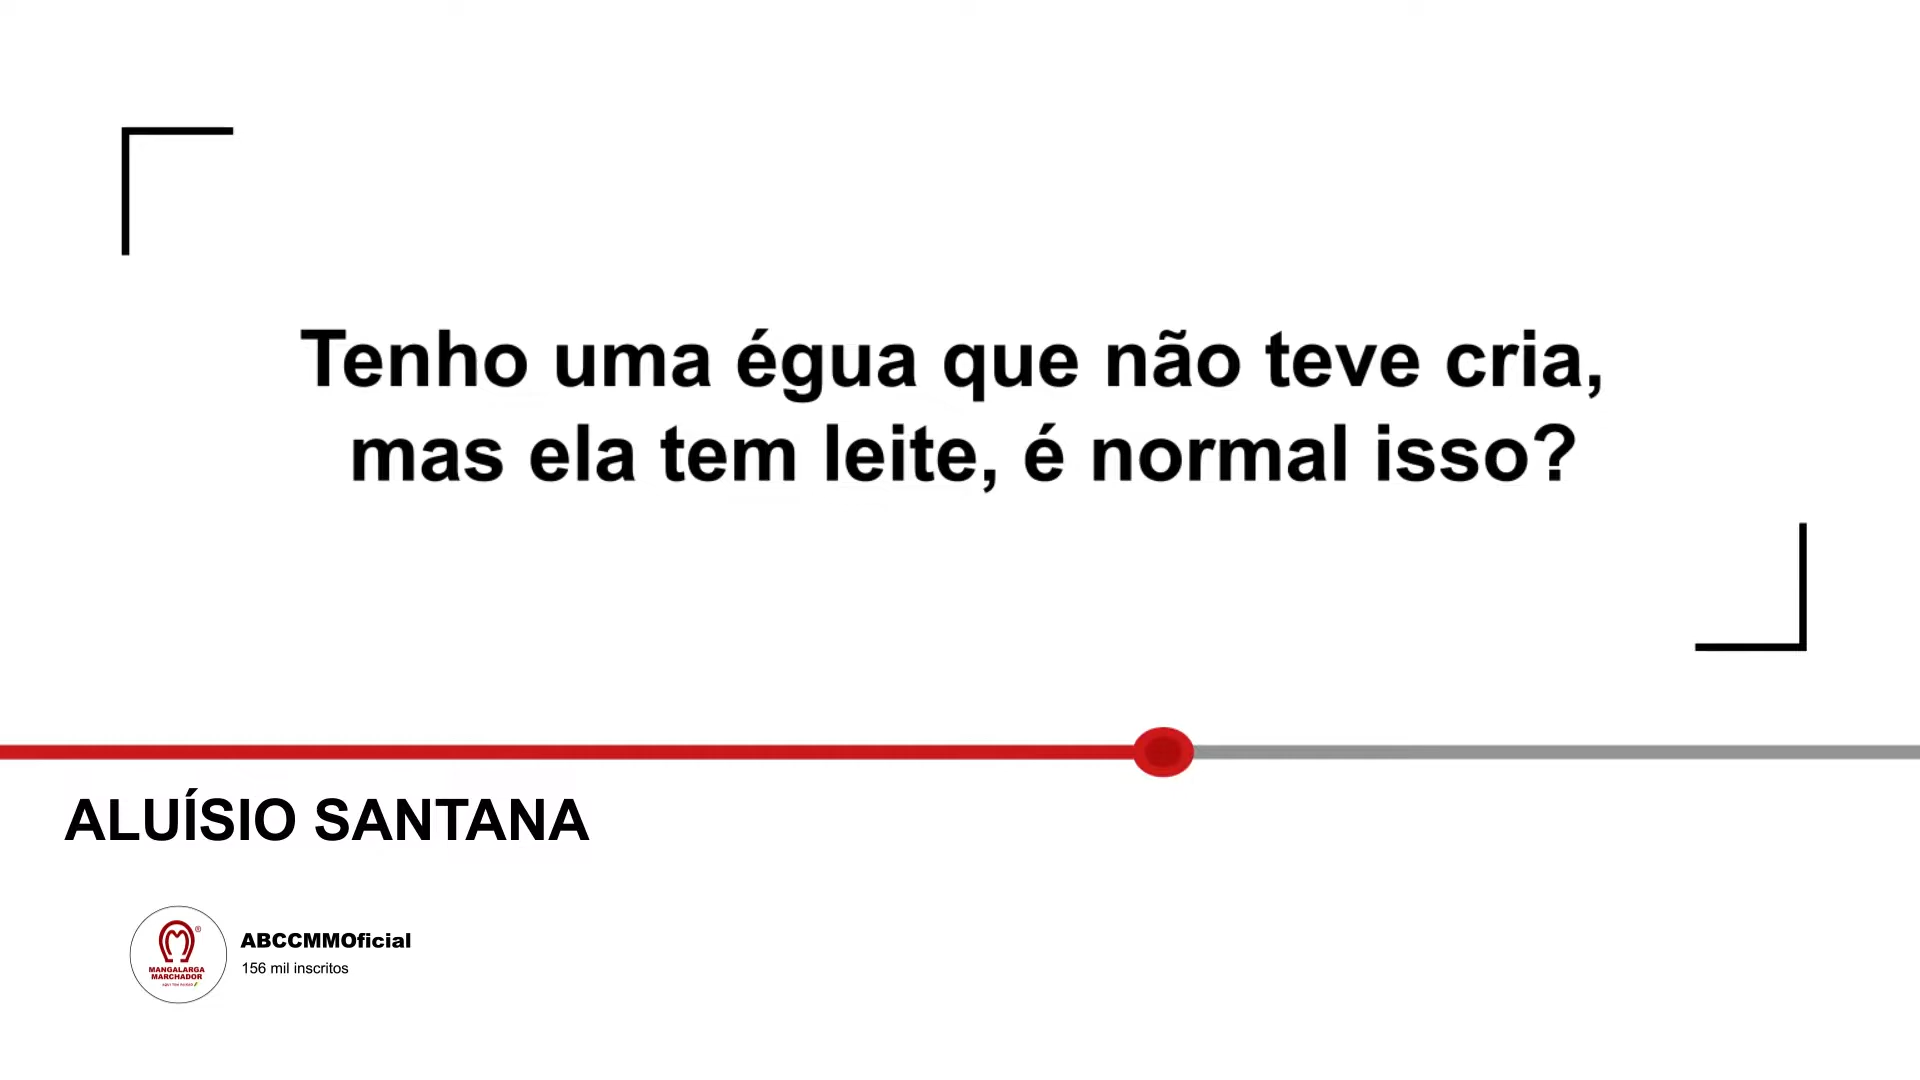 Tenho uma égua que não teve cria,
mas ela tem leite, é normal isso?
ALUÍSIO SANTANA
ABCCMMOficial
156 mil inscritos
®
MANGALARGA
MARCHADOR